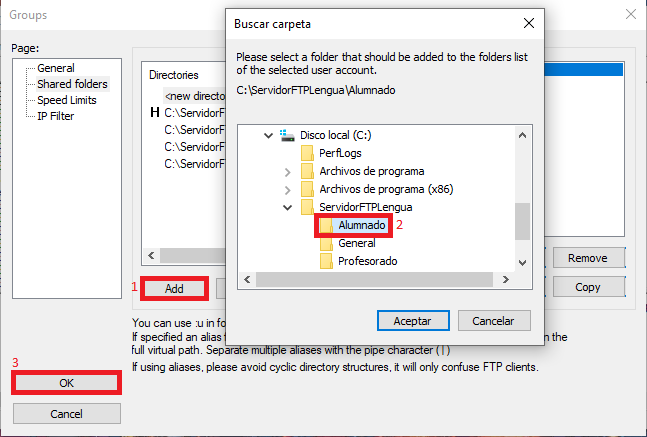 Groups
Page:
General
Shared folders
Speed Limits
IP Filter
Directories
<new directo
H C:\ServidorF
C:\ServidorF
C:\ServidorF
C:\ServidorF
1 Add
Remove
Copy
You can use :u in fo
If specified an alias
n the
full virtual path. Separate multiple aliases with the pipe character (|)
If using aliases, please avoid cyclic directory structures, it will only confuse FTP clients.
3
OK
Cancel
Buscar carpeta
Please select a folder that should be added to the folders list
of the selected user account.
C:\ServidorFTPLengua\Alumnado
Disco local (C:)
PerfLogs
Archivos de programa
Archivos de programa (x86)
ServidorFTPLengua
Alumnado 2
General
Profesorado
Aceptar
Cancelar